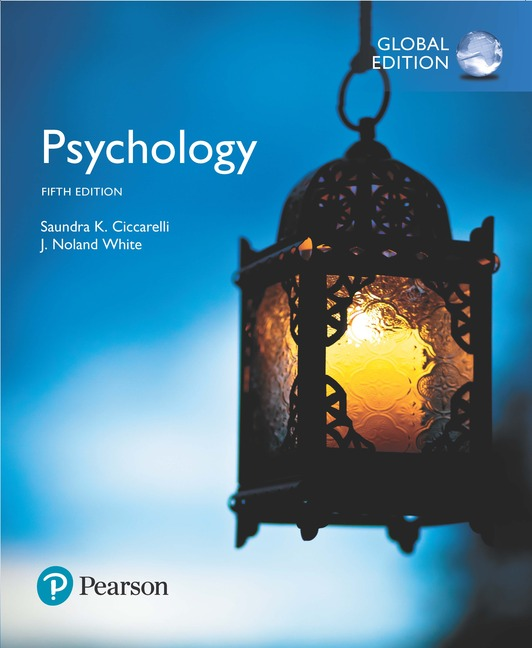 GLOBAL
EDITION
Psychology
FIFTH EDITION
Saundra K. Ciccarelli
J. Noland White
Pearson